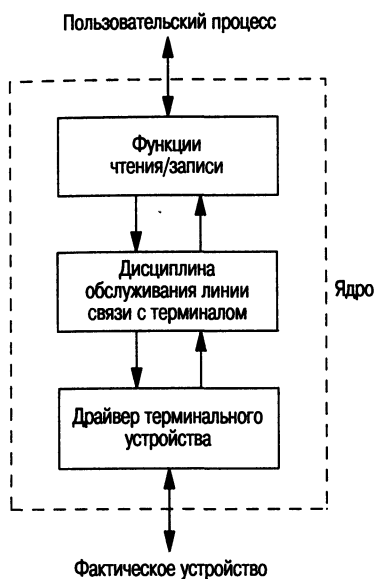 Пользовательский процесс
Функции
чтения/записи
Дисциплина
обслуживания линии
связи с терминалом
Ядро
Драйвер терминального
устройства
Фактическое устройство